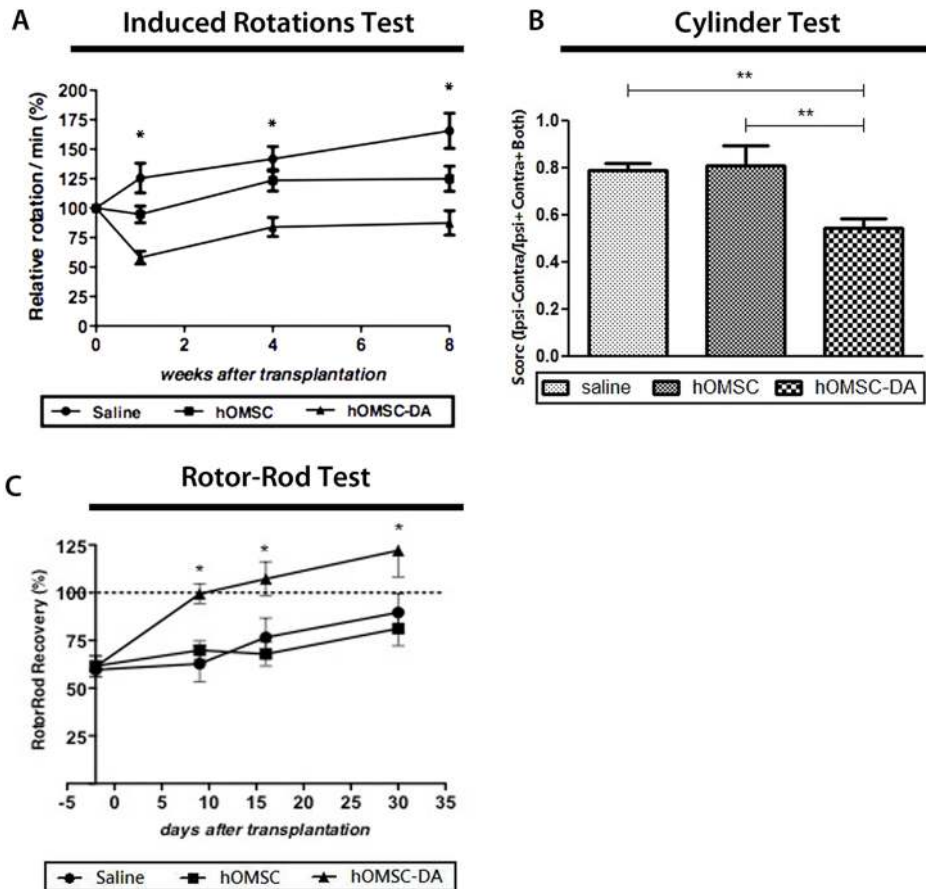 A
Induced Rotations Test
Relative rotation / min (%)
200
175
150
125
100
75
50
25
0
* * *
0 2 4 6 8
weeks after transplantation
Saline hOMSC hOMSC-DA
B
Cylinder Test
Score (Ipsi-Contra/Ipsi+ Contra+ Both)
**
**
1.0
0.8
0.6
0.4
0.2
0.0
saline hOMSC hOMSC-DA
C
Rotor-Rod Test
RotorRod Recovery (%)
125
100
75
50
25
* * *
-5 0 5 10 15 20 25 30 35
days after transplantation
Saline hOMSC hOMSC-DA